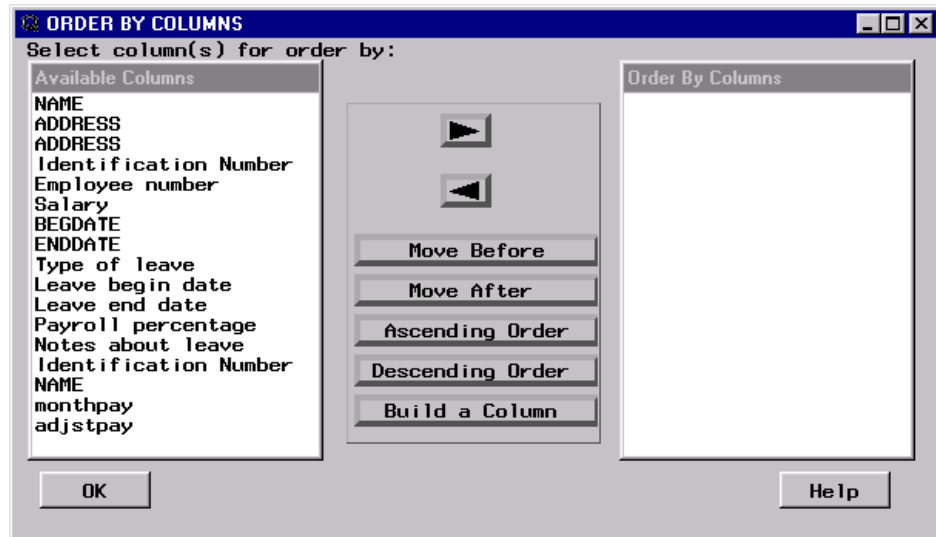 ORDER BY COLUMNS
Select column(s) for order by:
Available Columns
NAME
ADDRESS
ADDRESS
Identification Number
Employee number
Salary
BEGDATE
ENDDATE
Type of leave
Leave begin date
Leave end date
Payroll percentage
Notes about leave
Identification Number
NAME
monthpay
adjstpay
Move Before
Move After
Ascending Order
Descending Order
Build a Column
Order By Columns
OK
Help